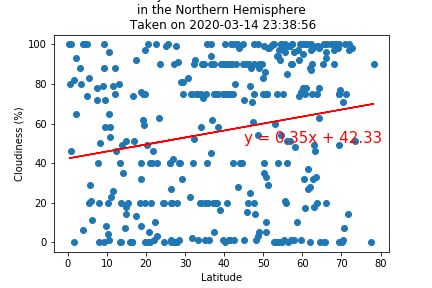 in the Northern Hemisphere
Taken on 2020-03-14 23:38:56
100
80
60
40
20
0
Cloudiness (%)
y = 0.35x + 42.33
0 10 20 30 40 50 60 70 80
Latitude